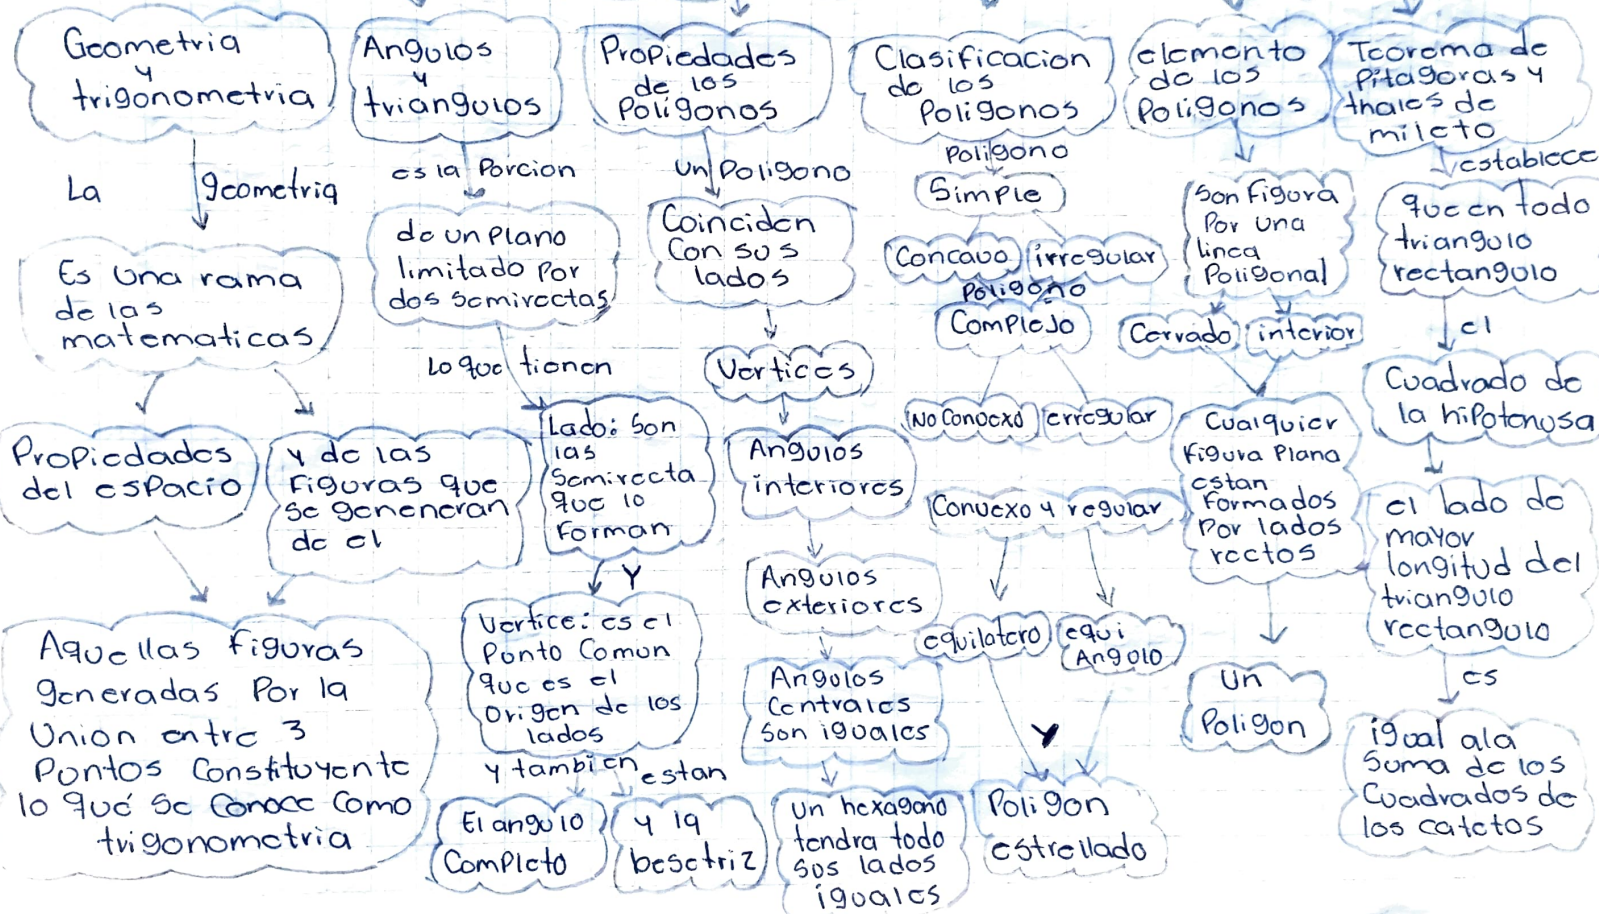 Geometria
y
trigonometria
La geometria
Es una rama
de las
matematicas
Propiedades
del espacio
y de las
Figuras que
Se genencran
de el
Aquellas figuras
generadas Por la
Union entre 3
Puntos Constituyente
lo qué Se conoce como
trigonometria
Angulos
y
triangulos
es la Porcion
de un plano
limitado por
dos semirectas
Lo que tienen
Lado: Son
las
Semirecta
que lo
Forman
Y
Vertice: es el
Punto Comun
que es el
Origen de los
lados
y tambien estan
El angulo
Completo
y la
besetriz
Propiedades
de los
Poligonos
un Poligono
Coinciden
Con sus
lados
Vertices
Angulos
interiores
Angulos
exteriores
Angulos
Centrales
Son iguales
un hexagono
tendra todo
sus lados
iguales
Clasificacion
de los
Poligonos
Poligono
Simple
Concavo irregular
Poligono
Complejo
No Convexo erregular
Convexo y regular
equilatero equi
Angulo
Y
Poligon
estrellado
elemento
de los
Poligonos
Son Figura
Por una
linea
Poligonal
Cerrado interior
Cualquier
Figura Plana
estan
Formados
Por lados
rectos
Un
Poligon
Teorema de
Pitagoras y
thales de
mileto
establece
que en todo
triangulo
rectangulo
el
Cuadrado de
la hipotenusa
el lado de
mayor
longitud del
triangulo
rectangulo
es
igual ala
Suma de los
Cuadrados de
los catetos